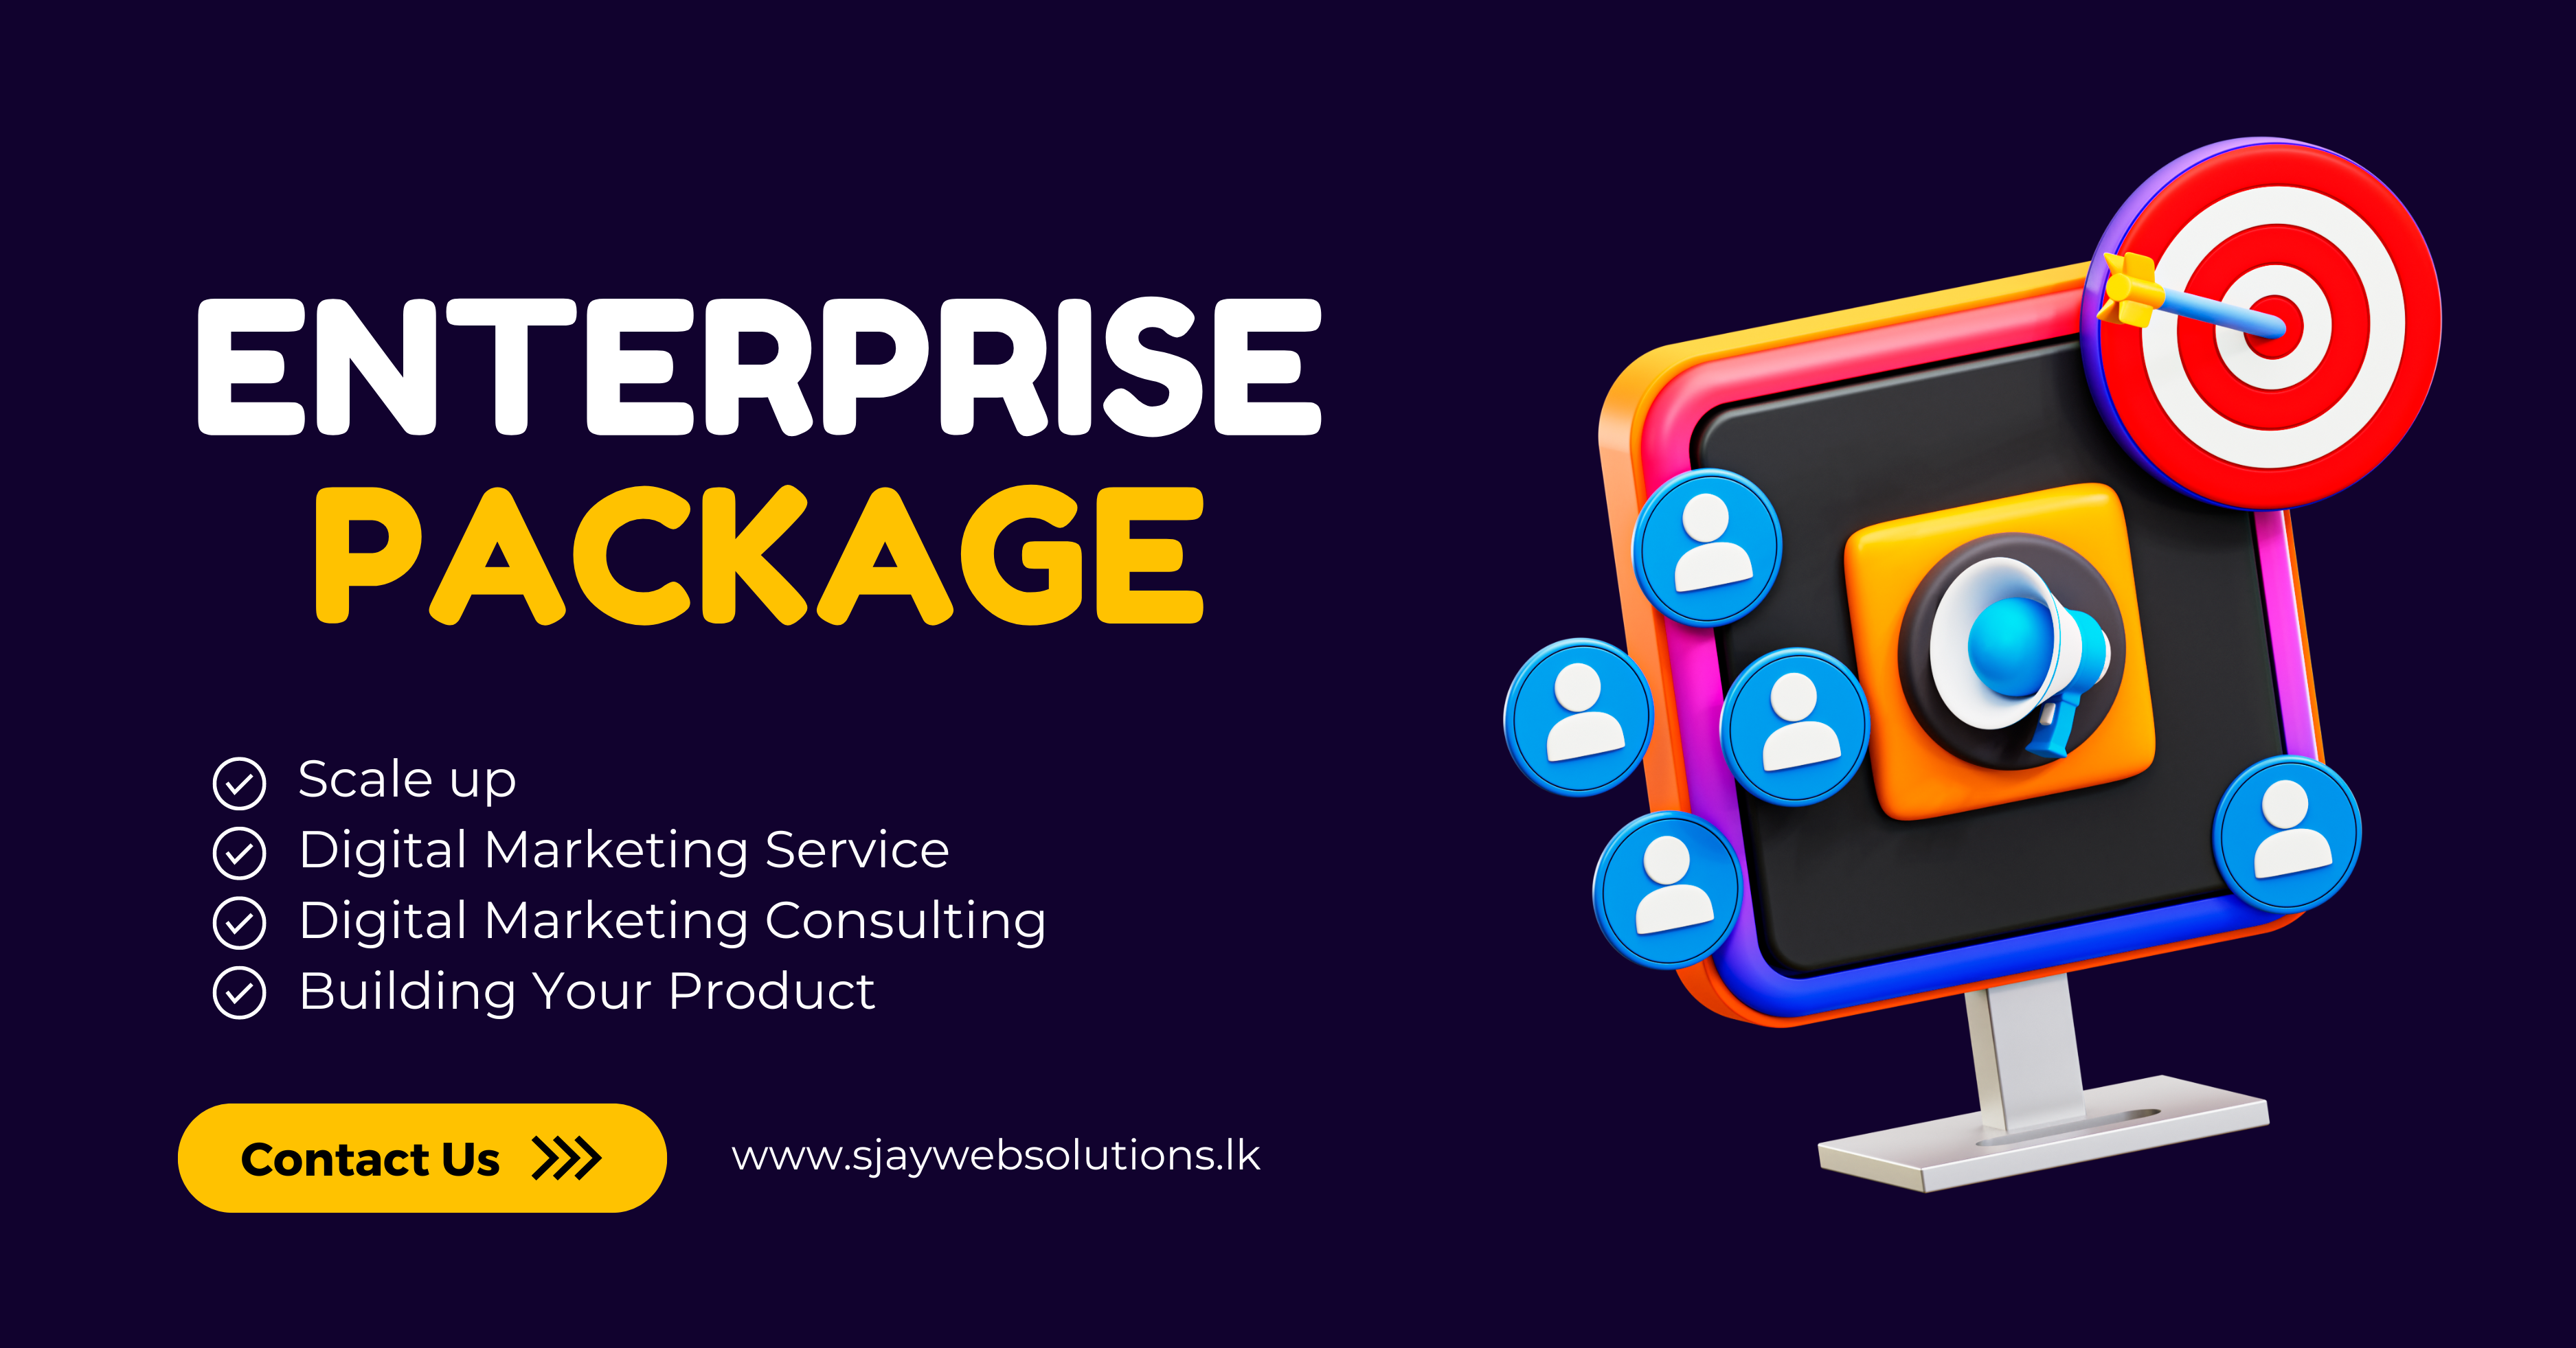 ENTERPRISE
PACKAGE
Scale up
Digital Marketing Service
Digital Marketing Consulting
Building Your Product
Contact Us
www.sjaywebsolutions.lk